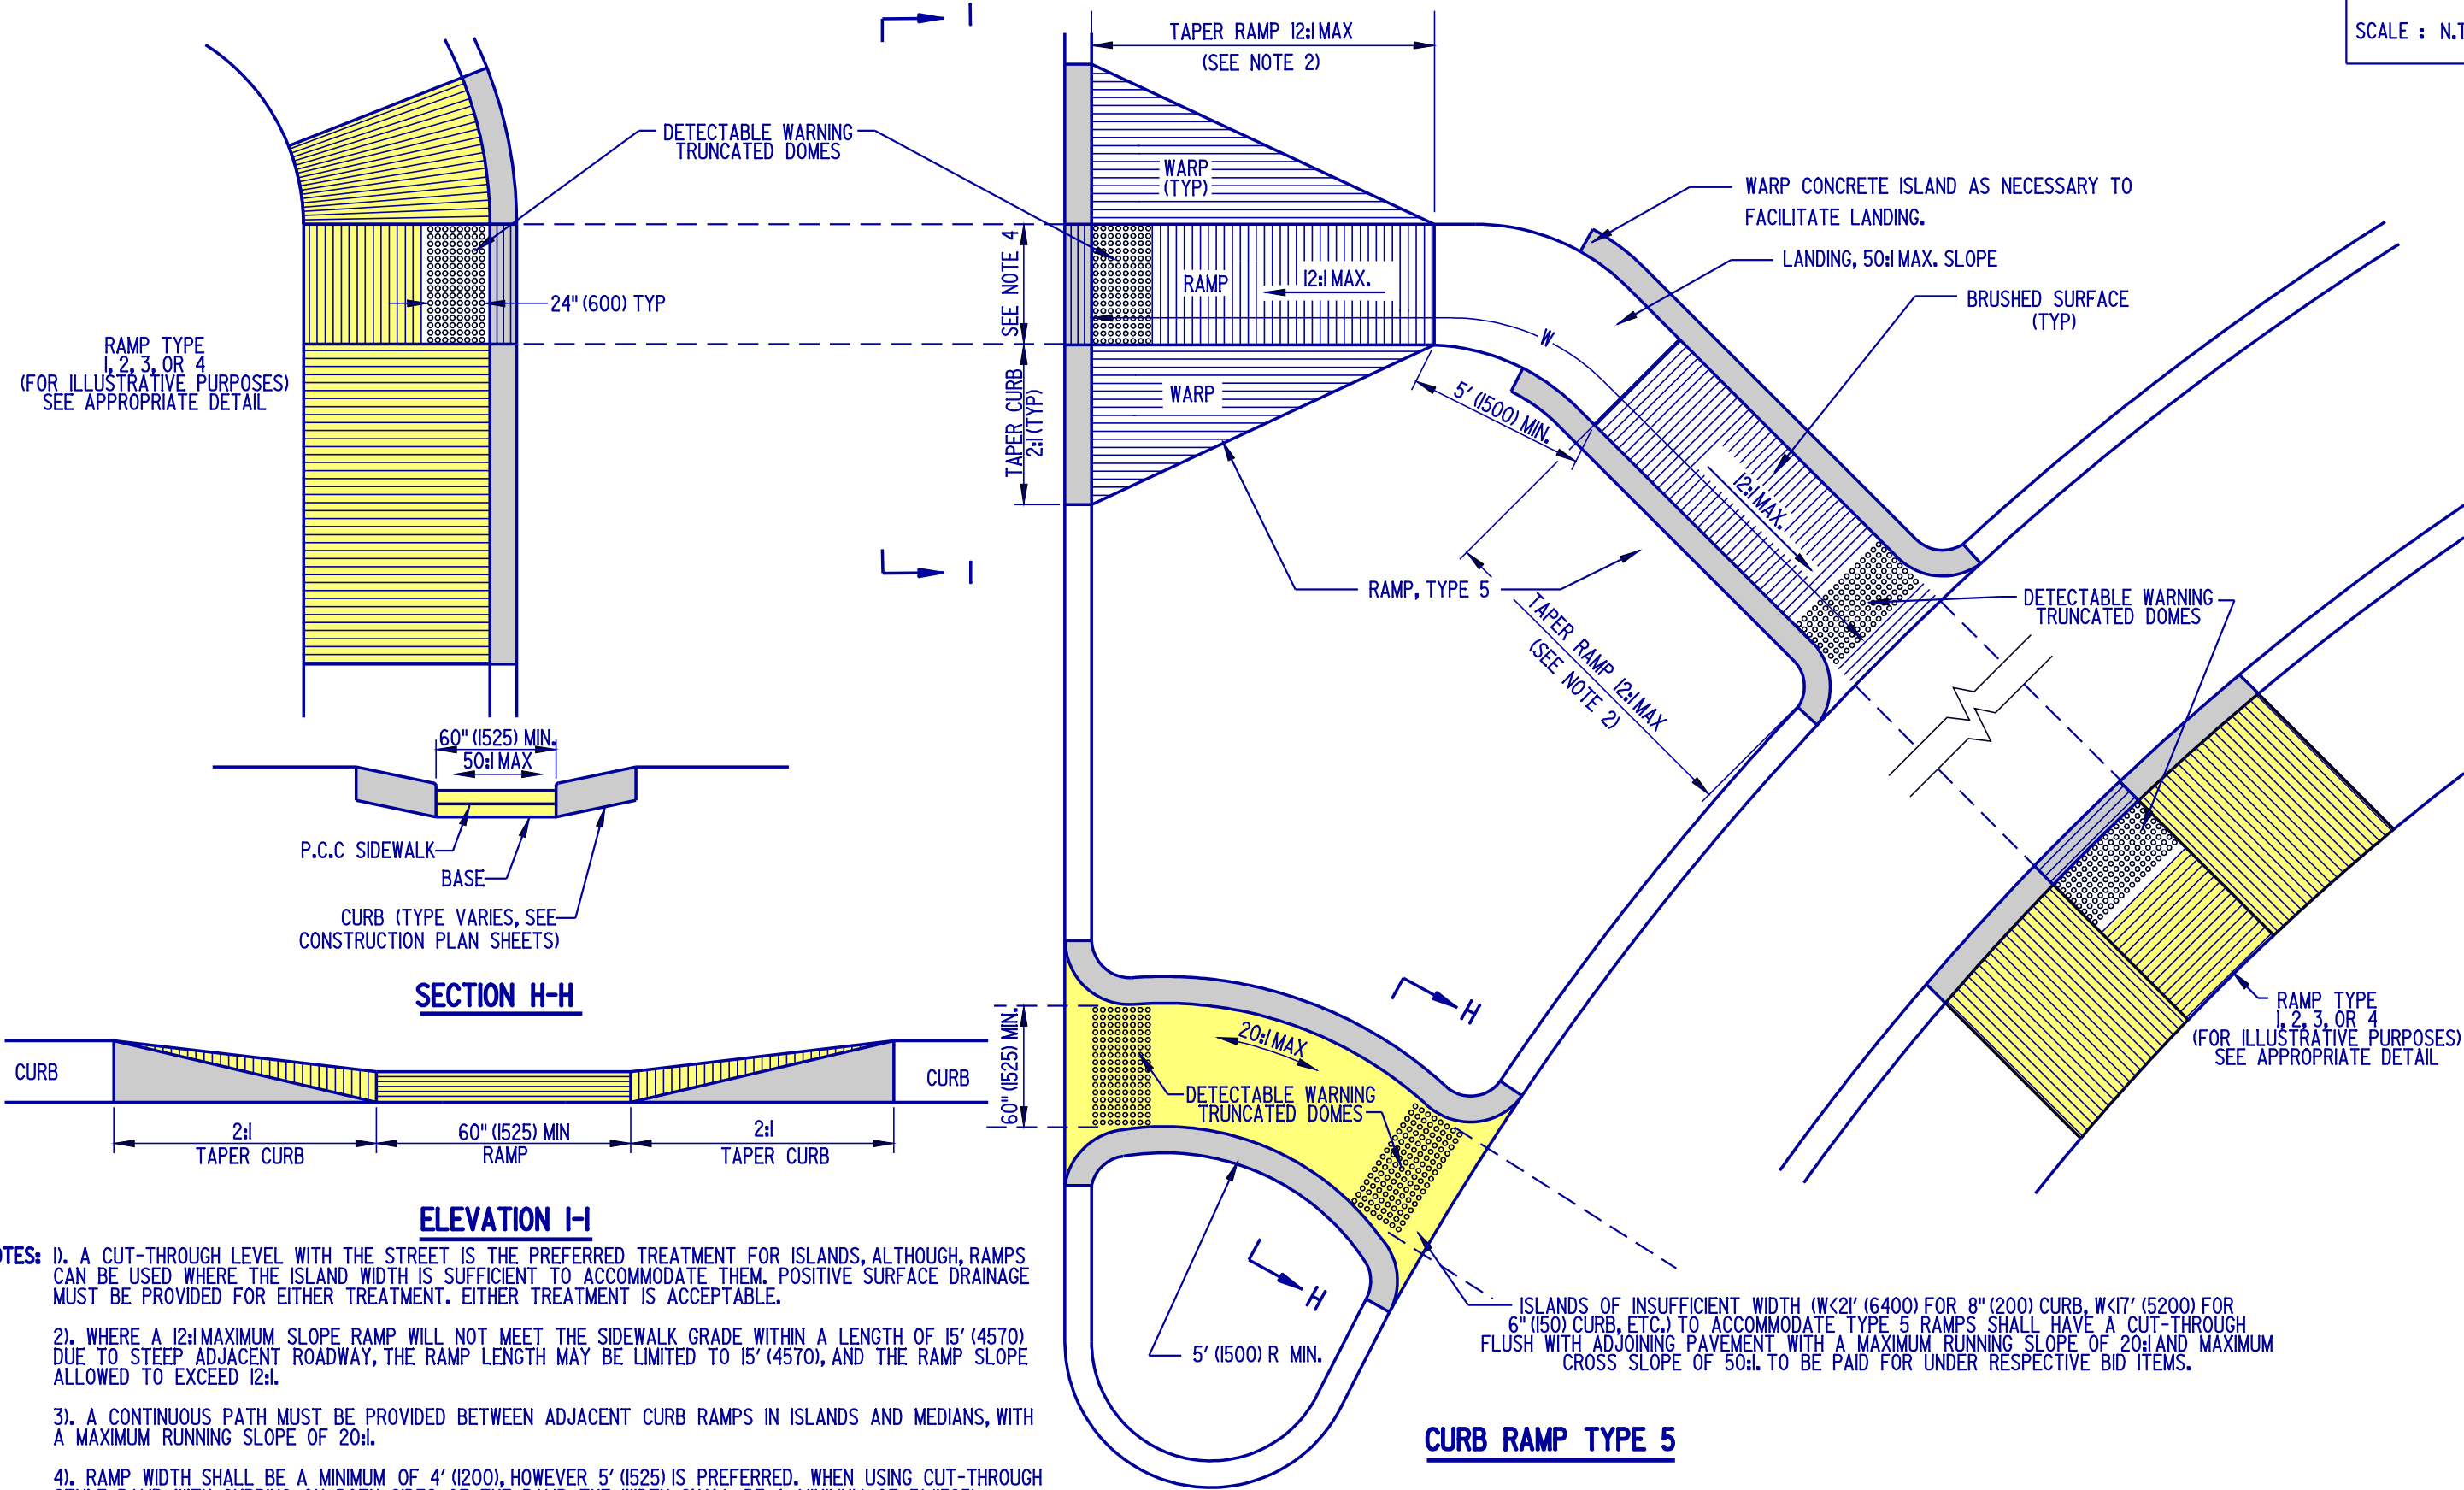 SCALE : N.T
I
TAPER RAMP 12:1 MAX
(SEE NOTE 2)
DETECTABLE WARNING
TRUNCATED DOMES
WARP
(TYP)
WARP CONCRETE ISLAND AS NECESSARY TO
FACILITATE LANDING.
LANDING, 50:1 MAX. SLOPE
BRUSHED SURFACE
(TYP)
SEE NOTE 4
RAMP
12:1 MAX.
24" (600) TYP
W
RAMP TYPE
1, 2, 3, OR 4
(FOR ILLUSTRATIVE PURPOSES)
SEE APPROPRIATE DETAIL
TAPER CURB
2:1 (TYP)
WARP
5' (1500) MIN.
12:1 MAX.
I
RAMP, TYPE 5
TAPER RAMP 12:1 MAX
(SEE NOTE 2)
DETECTABLE WARNING
TRUNCATED DOMES
60" (1525) MIN.
50:1 MAX
P.C.C SIDEWALK
BASE
CURB (TYPE VARIES, SEE
CONSTRUCTION PLAN SHEETS)
SECTION H-H
H
RAMP TYPE
1, 2, 3, OR 4
(FOR ILLUSTRATIVE PURPOSES)
SEE APPROPRIATE DETAIL
60" (1525) MIN.
20:1 MAX
DETECTABLE WARNING
TRUNCATED DOMES
CURB
CURB
2:1
TAPER CURB
60" (1525) MIN
RAMP
2:1
TAPER CURB
ELEVATION I-I
H
5' (1500) R MIN.
ISLANDS OF INSUFFICIENT WIDTH (W<21' (6400) FOR 8" (200) CURB, W<17' (5200) FOR
6" (150) CURB, ETC.) TO ACCOMMODATE TYPE 5 RAMPS SHALL HAVE A CUT-THROUGH
FLUSH WITH ADJOINING PAVEMENT WITH A MAXIMUM RUNNING SLOPE OF 20:1 AND MAXIMUM
CROSS SLOPE OF 50:1. TO BE PAID FOR UNDER RESPECTIVE BID ITEMS.
CURB RAMP TYPE 5
OTES: 1). A CUT-THROUGH LEVEL WITH THE STREET IS THE PREFERRED TREATMENT FOR ISLANDS, ALTHOUGH, RAMPS
CAN BE USED WHERE THE ISLAND WIDTH IS SUFFICIENT TO ACCOMMODATE THEM. POSITIVE SURFACE DRAINAGE
MUST BE PROVIDED FOR EITHER TREATMENT. EITHER TREATMENT IS ACCEPTABLE.
2). WHERE A 12:1 MAXIMUM SLOPE RAMP WILL NOT MEET THE SIDEWALK GRADE WITHIN A LENGTH OF 15' (4570)
DUE TO STEEP ADJACENT ROADWAY, THE RAMP LENGTH MAY BE LIMITED TO 15' (4570), AND THE RAMP SLOPE
ALLOWED TO EXCEED 12:1.
3). A CONTINUOUS PATH MUST BE PROVIDED BETWEEN ADJACENT CURB RAMPS IN ISLANDS AND MEDIANS, WITH
A MAXIMUM RUNNING SLOPE OF 20:1.
4). RAMP WIDTH SHALL BE A MINIMUM OF 4' (1200), HOWEVER 5' (1525) IS PREFERRED. WHEN USING CUT-THROUGH